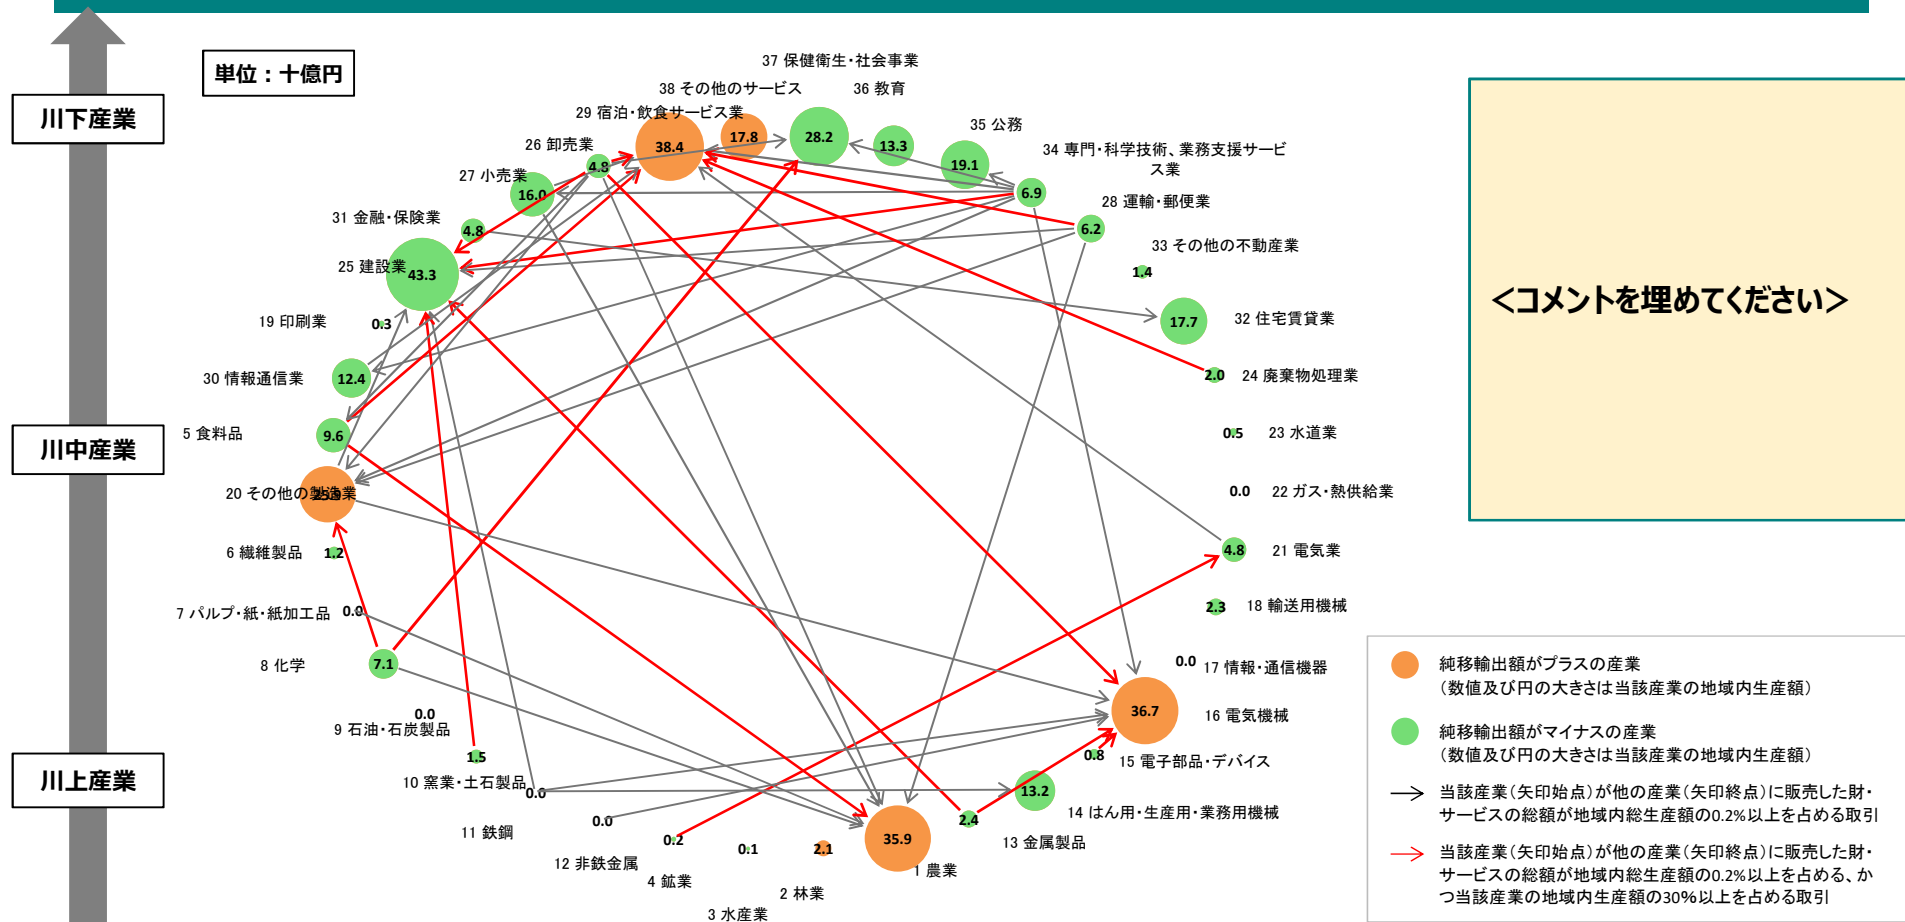 単位：十億円
川下産業
川中産業
川上産業
37 保健衛生・社会事業
38 その他のサービス
36 教育
29 宿泊・飲食サービス業
26 卸売業
35 公務
34 専門・科学技術、業務支援サービ
ス業
27 小売業
28 運輸・郵便業
31 金融・保険業
33 その他の不動産業
25 建設業
19 印刷業
32 住宅賃貸業
30 情報通信業
24 廃棄物処理業
5 食料品
23 水道業
20 その他の製造業
22 ガス・熱供給業
6 繊維製品
21 電気業
7 パルプ・紙・紙加工品
18 輸送用機械
8 化学
17 情報・通信機器
9 石油・石炭製品
16 電気機械
10 窯業・土石製品
15 電子部品・デバイス
11 鉄鋼
14 はん用・生産用・業務用機械
12 非鉄金属
13 金属製品
4 鉱業
1 農業
2 林業
3 水産業
38.4
17.8
28.2
13.3
19.1
4.8
16.0
6.9
4.8
6.2
43.3
1.4
0.3
17.7
12.4
2.0
9.6
0.5
25.9
0.0
1.2
4.8
0.0
2.3
7.1
0.0
0.0
36.7
1.5
0.8
0.0
13.2
0.0
2.4
0.2
0.1
2.1
35.9
＜コメントを埋めてください＞
純移輸出額がプラスの産業
（数値及び円の大きさは当該産業の地域内生産額）
純移輸出額がマイナスの産業
（数値及び円の大きさは当該産業の地域内生産額）
当該産業（矢印始点）が他の産業（矢印終点）に販売した財・
サービスの総額が地域内総生産額の0.2%以上を占める取引
当該産業（矢印始点）が他の産業（矢印終点）に販売した財・
サービスの総額が地域内総生産額の0.2%以上を占める、か
つ当該産業の地域内生産額の30%以上を占める取引